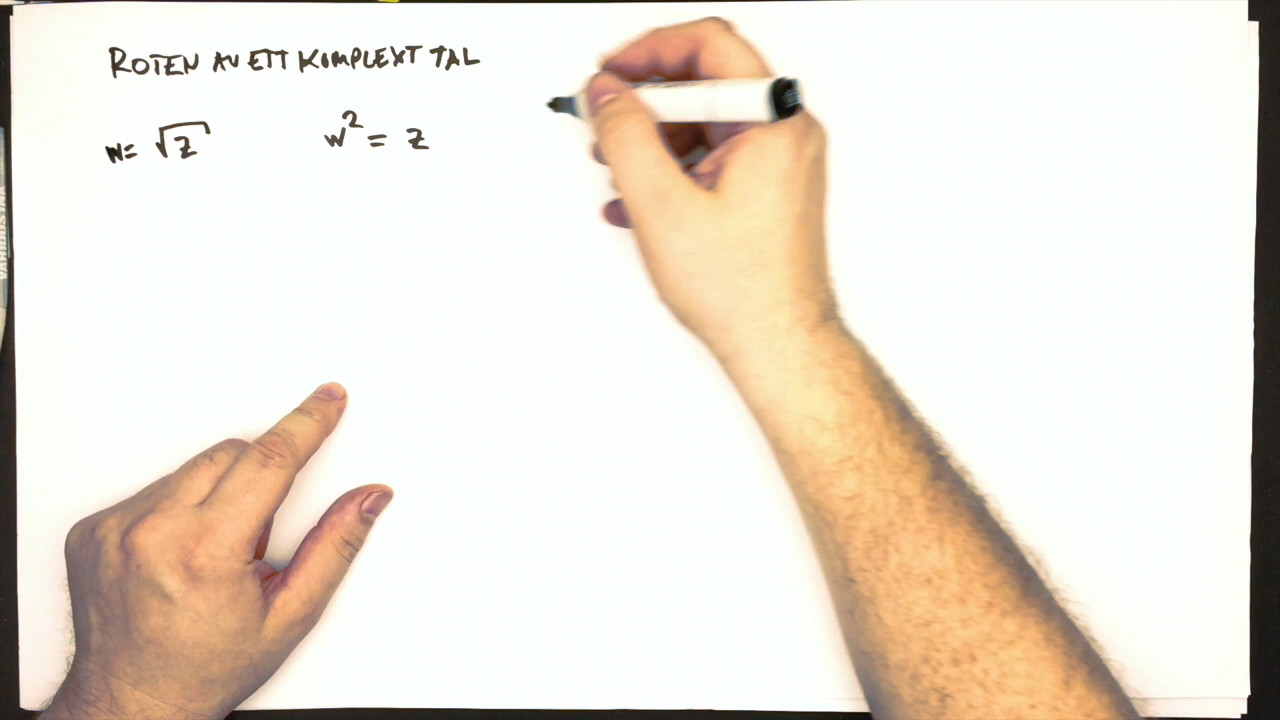 ROTEN AV ETT KOMPLEXT TAL
w= √z w² = z